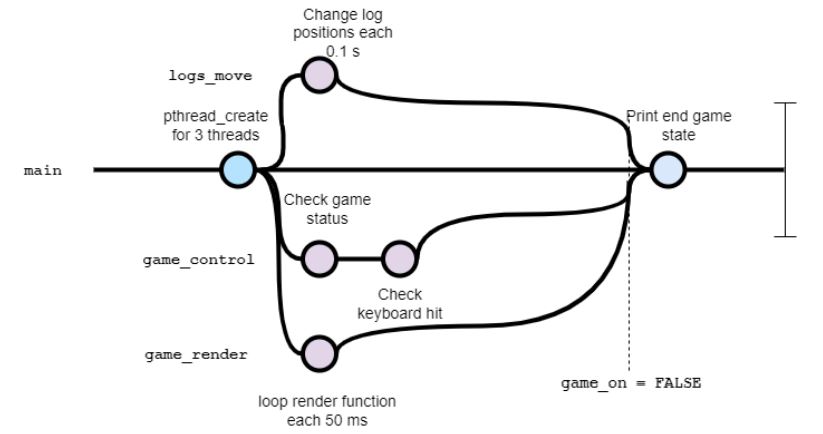 Change log
positions each
0.1 s
logs_move
pthread_create
for 3 threads
Print end game
state
main
Check game
status
game_control
Check
keyboard hit
game_render
game_on = FALSE
loop render function
each 50 ms